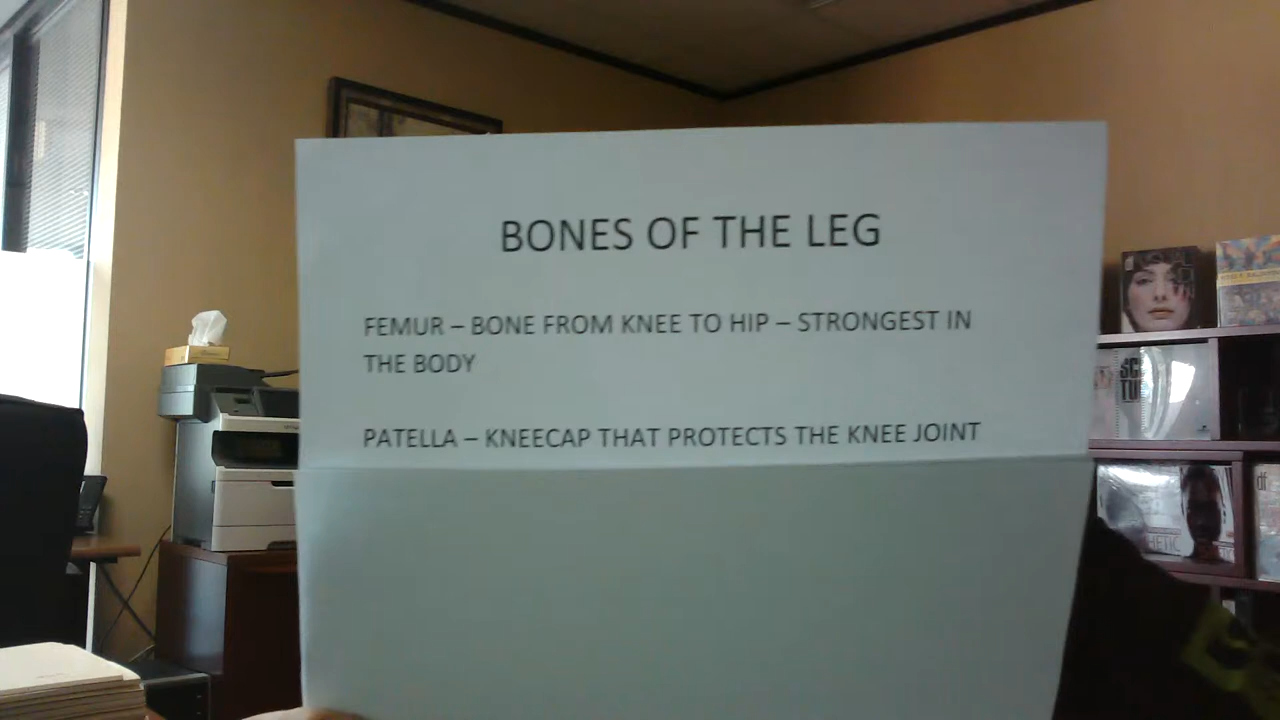 BONES OF THE LEG
FEMUR – BONE FROM KNEE TO HIP – STRONGEST IN
THE BODY
PATELLA – KNEECAP THAT PROTECTS THE KNEE JOINT